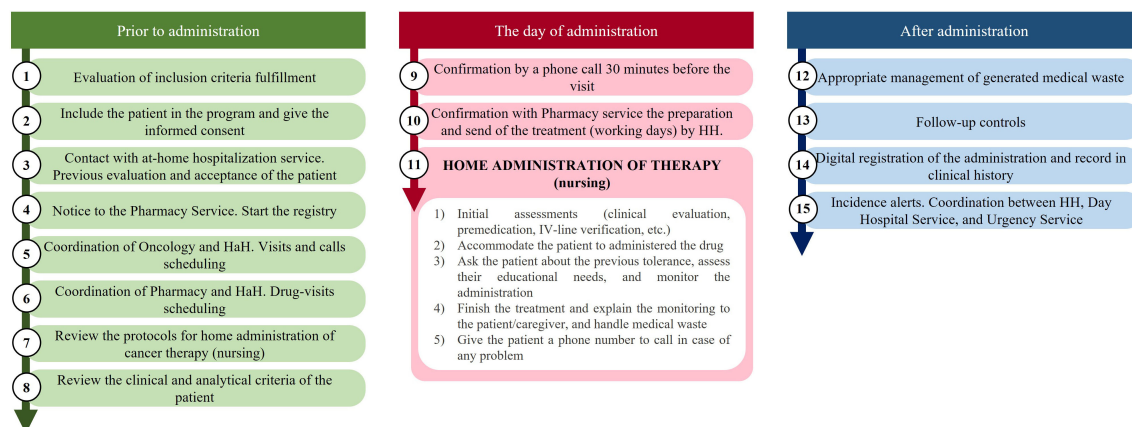 Prior to administration
1
Evaluation of inclusion criteria fulfillment
2
Include the patient in the program and give the
informed consent
3
Contact with at-home hospitalization service.
Previous evaluation and acceptance of the patient
4
Notice to the Pharmacy Service. Start the registry
5
Coordination of Oncology and HaH. Visits and calls
scheduling
6
Coordination of Pharmacy and HaH. Drug-visits
scheduling
7
Review the protocols for home administration of
cancer therapy (nursing)
8
Review the clinical and analytical criteria of the
patient
The day of administration
9
Confirmation by a phone call 30 minutes before the
visit
10
Confirmation with Pharmacy service the preparation
and send of the treatment (working days) by HH.
11
HOME ADMINISTRATION OF THERAPY
(nursing)
1) Initial assessments (clinical evaluation,
premedication, IV-line verification, etc.)
2) Accommodate the patient to administered the drug
3) Ask the patient about the previous tolerance, assess
their educational needs, and monitor the
administration
4) Finish the treatment and explain the monitoring to
the patient/caregiver, and handle medical waste
5) Give the patient a phone number to call in case of
any problem
After administration
12
Appropriate management of generated medical waste
13
Follow-up controls
14
Digital registration of the administration and record in
clinical history
15
Incidence alerts. Coordination between HH, Day
Hospital Service, and Urgency Service